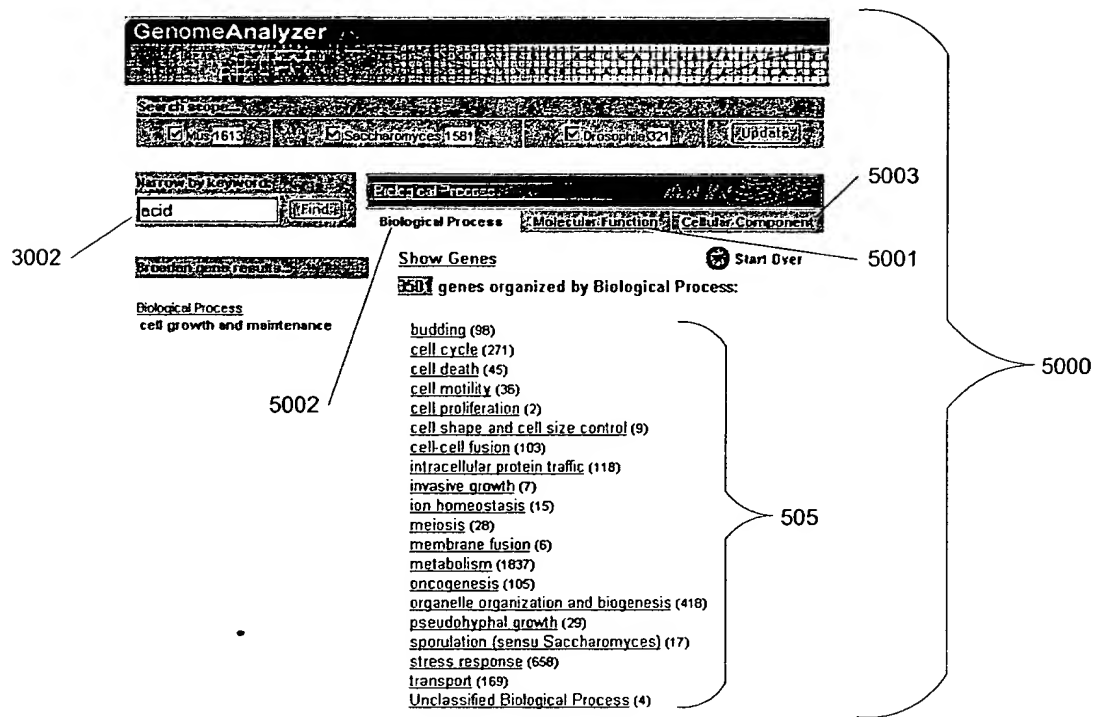 GenomeAnalyzer
Search scope
Mus 1613 Saccharomyces 1581 Drosophila 321 Update
Narrow by keywords
acid Find
Biological Process
Biological Process Molecular Function Cellular Component
5003
3002
5001
Broaden gene results
Show Genes Start Over
genes organized by Biological Process:
Biological Process
cell growth and maintenance
5002
budding (98)
cell cycle (271)
cell death (45)
cell motility (36)
cell proliferation (2)
cell shape and cell size control (9)
cell-cell fusion (103)
intracellular protein traffic (118)
invasive growth (7)
ion homeostasis (15)
meiosis (28)
membrane fusion (6)
metabolism (1837)
oncogenesis (105)
organelle organization and biogenesis (418)
pseudohyphal growth (29)
sporulation (sensu Saccharomyces) (17)
stress response (658)
transport (169)
Unclassified Biological Process (4)
505
5000